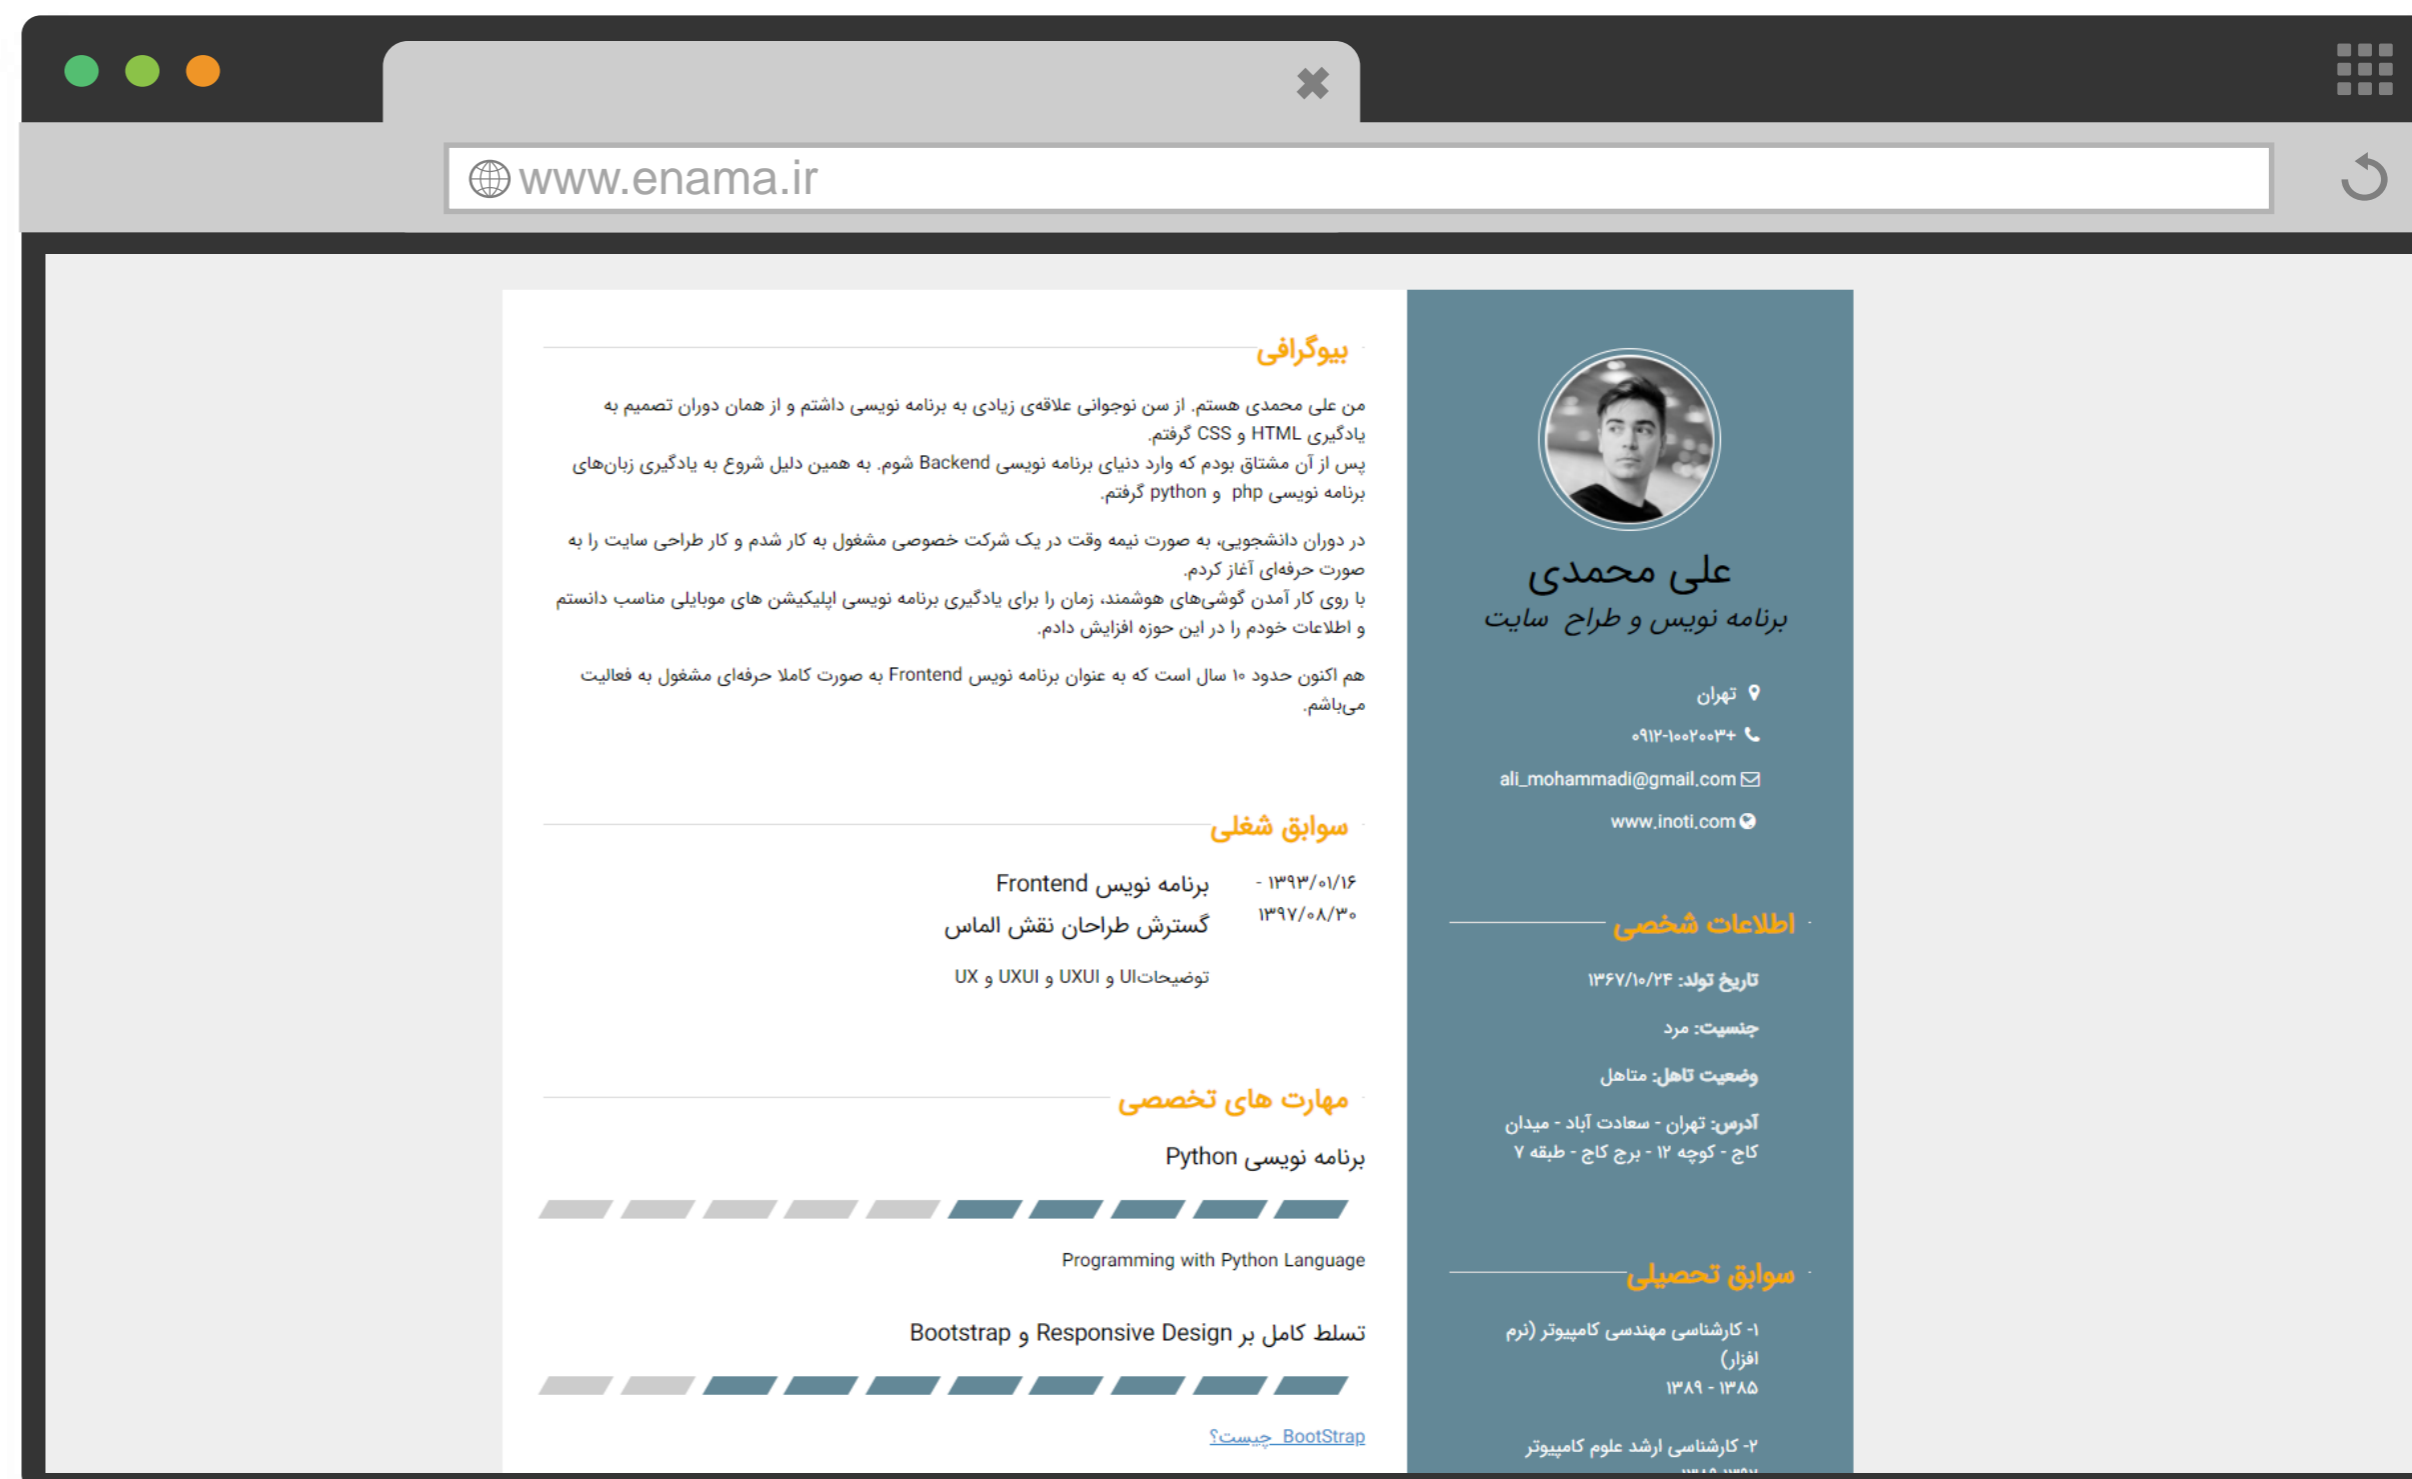 www.enama.ir
علی محمدی
برنامه نویس و طراح سایت
تهران
۰۹۱۲-۱۰۰۲۰۰۳+
ali_mohammadi@gmail.com
www.inoti.com
اطلاعات شخصی
تاریخ تولد: ۱۳۶۷/۱۰/۲۴
جنسیت: مرد
وضعیت تاهل: متاهل
آدرس: تهران - سعادت آباد - میدان
کاج - کوچه ۱۲ - برج کاج - طبقه ۷
سوابق تحصیلی
۱- کارشناسی مهندسی کامپیوتر (نرم
افزار)
۱۳۸۵ - ۱۳۸۹
۲- کارشناسی ارشد علوم کامپیوتر
بیوگرافی
من علی محمدی هستم. از سن نوجوانی علاقه‌ی زیادی به برنامه نویسی داشتم و از همان دوران تصمیم به
یادگیری HTML و CSS گرفتم.
پس از آن مشتاق بودم که وارد دنیای برنامه نویسی Backend شوم. به همین دلیل شروع به یادگیری زبان‌های
برنامه نویسی php و python گرفتم.
در دوران دانشجویی، به صورت نیمه وقت در یک شرکت خصوصی مشغول به کار شدم و کار طراحی سایت را به
صورت حرفه‌ای آغاز کردم.
با روی کار آمدن گوشی‌های هوشمند، زمان را برای یادگیری برنامه نویسی اپلیکیشن های موبایلی مناسب دانستم
و اطلاعات خودم را در این حوزه افزایش دادم.
هم اکنون حدود ۱۰ سال است که به عنوان برنامه نویس Frontend به صورت کاملا حرفه‌ای مشغول به فعالیت
می‌باشم.
سوابق شغلی
۱۳۹۳/۰۱/۱۶ -
۱۳۹۷/۰۸/۳۰
برنامه نویس Frontend
گسترش طراحان نقش الماس
توضیحاتUI و UXUI و UXUI و UX
مهارت های تخصصی
برنامه نویسی Python
Programming with Python Language
تسلط کامل بر Responsive Design و Bootstrap
BootStrap چیست؟